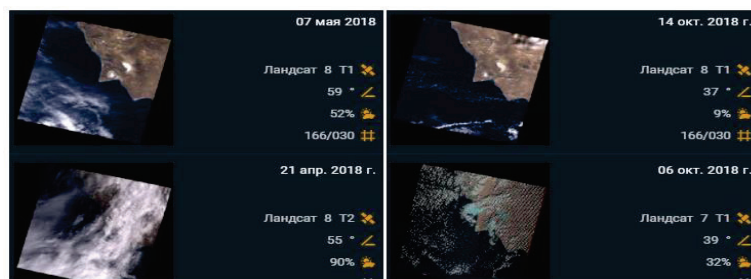 07 мая 2018
Ландсат 8 T1
59 °
52%
166/030
21 апр. 2018 г.
Ландсат 8 T2
55 °
90%
14 окт. 2018 г.
Ландсат 8 T1
37 °
9%
166/030
06 окт. 2018 г.
Ландсат 7 T1
39 °
32%